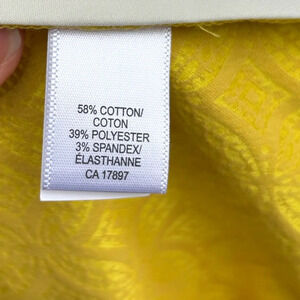 58% COTTON/
COTON
39% POLYESTER
3% SPANDEX/
ÉLASTHANNE
CA 17897